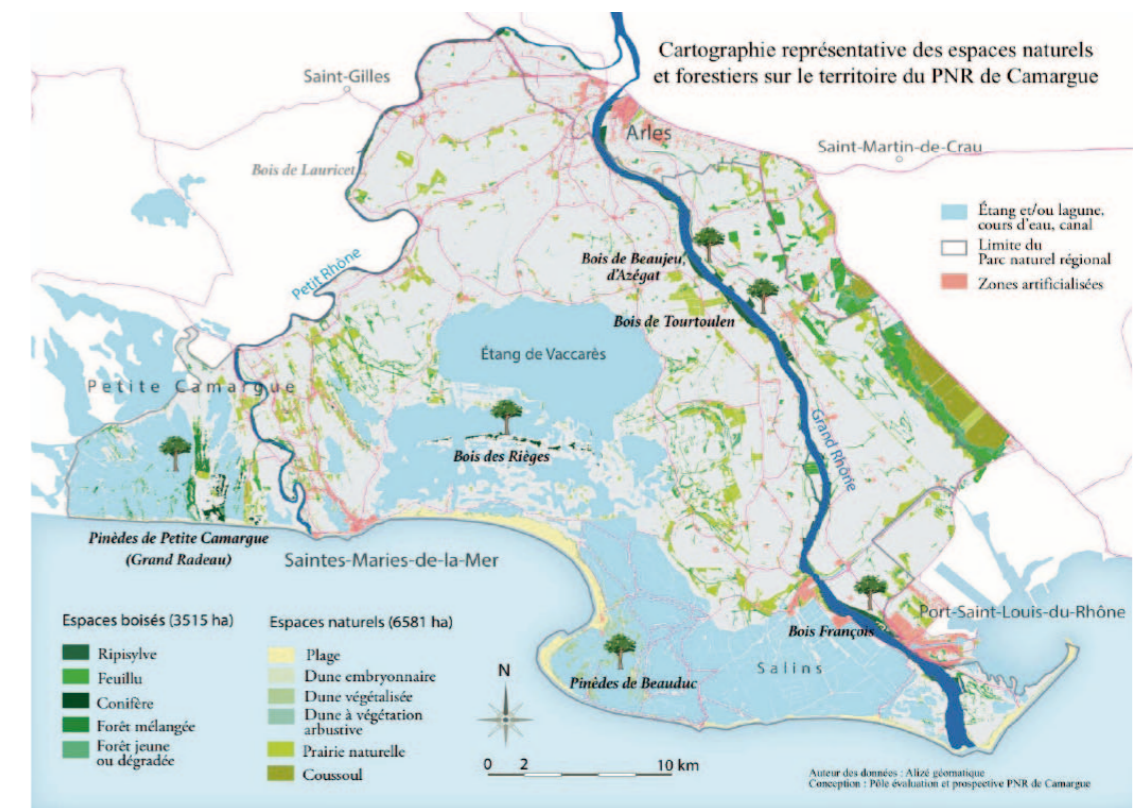 Cartographie représentative des espaces naturels
et forestiers sur le territoire du PNR de Camargue
Saint-Gilles
Arles
Saint-Martin-de-Crau
Bois de Lauricet
Étang et/ou lagune,
cours d'eau, canal
Limite du
Parc naturel régional
Zones artificialisées
Petit Rhône
Bois de Beaujeu,
d'Azégat
Bois de Tourtoulen
Étang de Vaccarès
Petite Camargue
Grand Rhône
Bois des Rièges
Pinèdes de Petite Camargue
(Grand Radeau)
Saintes-Maries-de-la-Mer
Port-Saint-Louis-du-Rhône
Bois François
Salins
Pinèdes de Beauduc
Espaces boisés (3515 ha)
Ripisylve
Feuillu
Conifère
Forêt mélangée
Forêt jeune
ou dégradée
Espaces naturels (6581 ha)
Plage
Dune embryonnaire
Dune végétalisée
Dune à végétation
arbustive
Prairie naturelle
Coussoul
N
0 2 10 km
Auteur des données : Alizé géomatique
Conception : Pôle évaluation et prospective PNR de Camargue